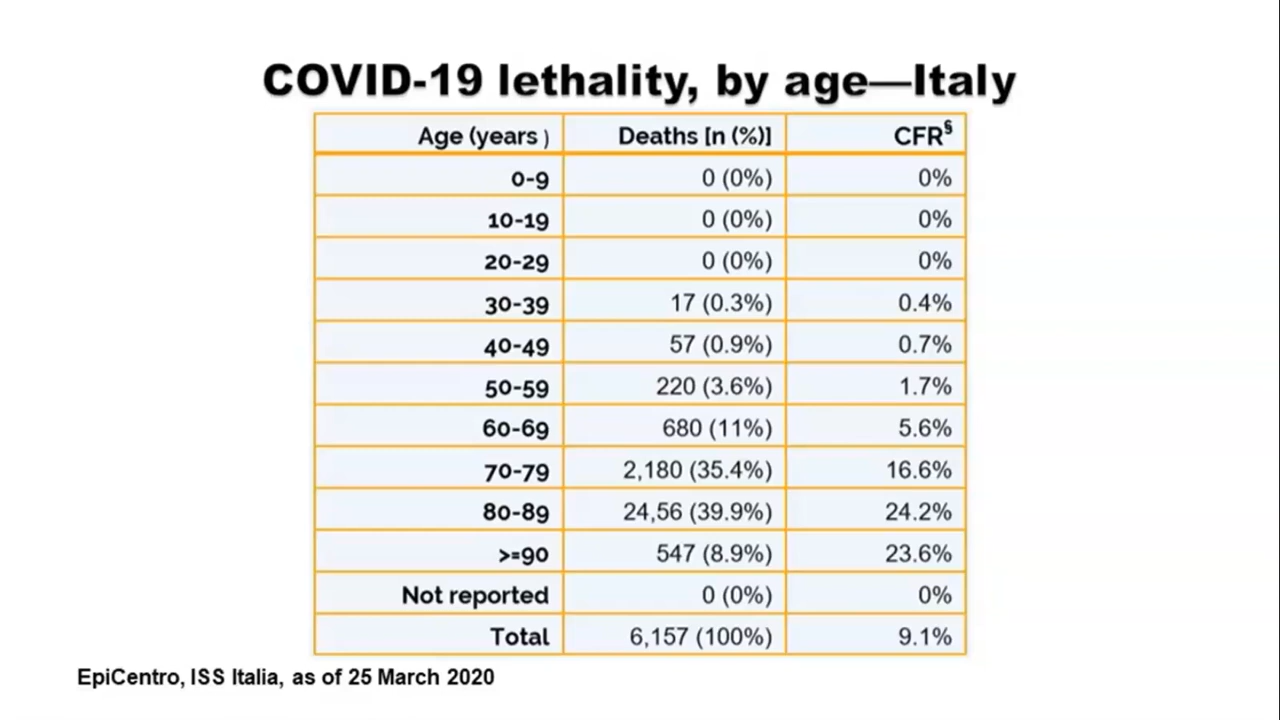 COVID-19 lethality, by age—Italy
Age (years ) Deaths [n (%)] CFR§
0-9 0 (0%) 0%
10-19 0 (0%) 0%
20-29 0 (0%) 0%
30-39 17 (0.3%) 0.4%
40-49 57 (0.9%) 0.7%
50-59 220 (3.6%) 1.7%
60-69 680 (11%) 5.6%
70-79 2,180 (35.4%) 16.6%
80-89 24,56 (39.9%) 24.2%
>=90 547 (8.9%) 23.6%
Not reported 0 (0%) 0%
Total 6,157 (100%) 9.1%
EpiCentro, ISS Italia, as of 25 March 2020